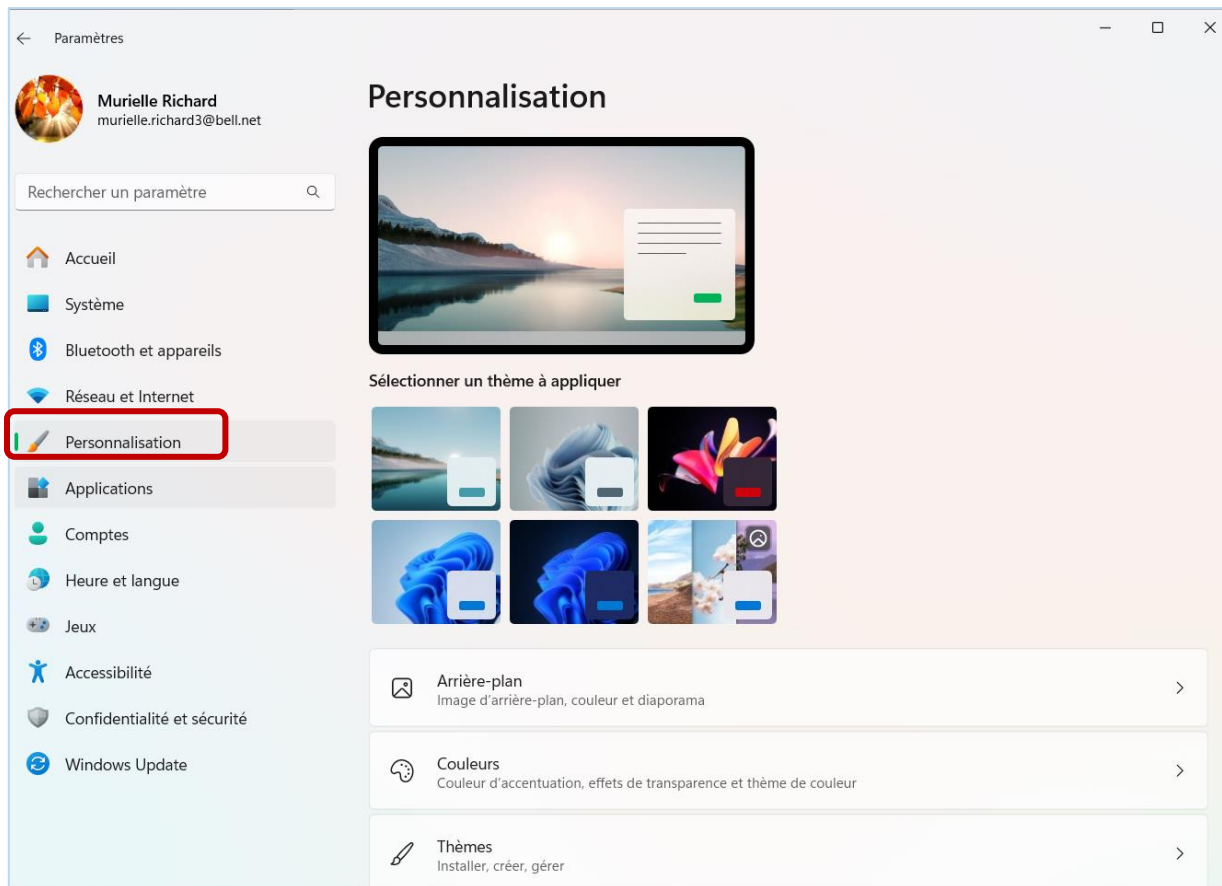 Paramètres
Murielle Richard
murielle.richard3@bell.net
Rechercher un paramètre
Accueil
Système
Bluetooth et appareils
Réseau et Internet
Personnalisation
Applications
Comptes
Heure et langue
Jeux
Accessibilité
Confidentialité et sécurité
Windows Update
Personnalisation
Sélectionner un thème à appliquer
Arrière-plan
Image d'arrière-plan, couleur et diaporama
Couleurs
Couleur d'accentuation, effets de transparence et thème de couleur
Thèmes
Installer, créer, gérer